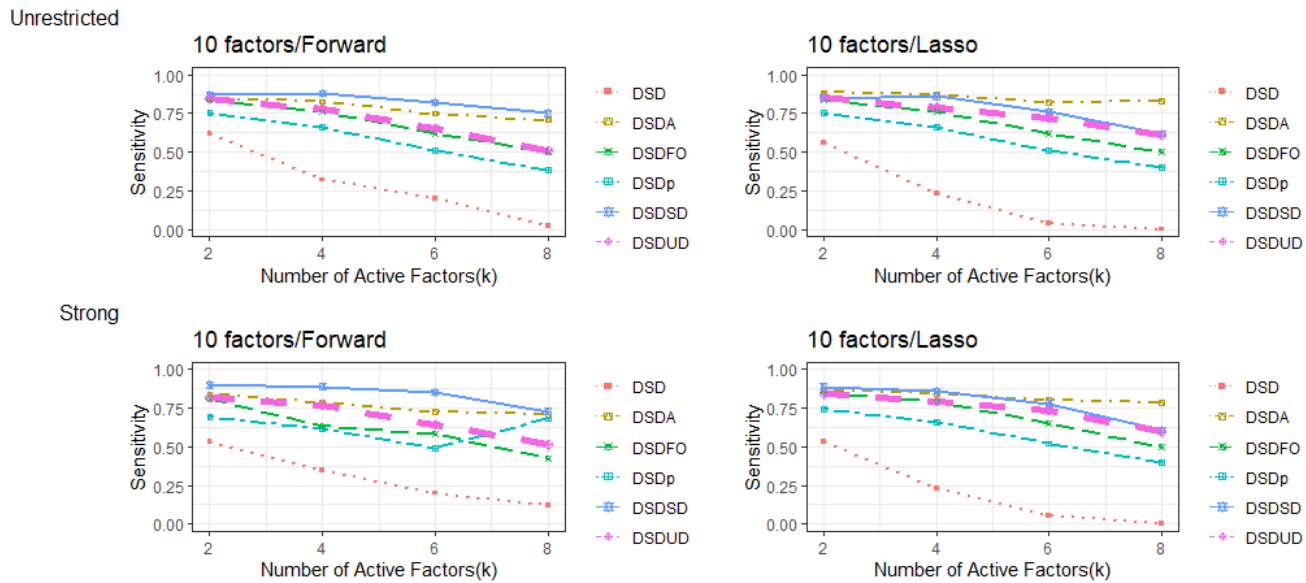 Unrestricted
10 factors/Forward
Sensitivity
1.00
0.75
0.50
0.25
0.00
2 4 6 8
Number of Active Factors(k)
DSD
DSDA
DSDFO
DSDp
DSDSD
DSDUD
10 factors/Lasso
Sensitivity
1.00
0.75
0.50
0.25
0.00
2 4 6 8
Number of Active Factors(k)
DSD
DSDA
DSDFO
DSDp
DSDSD
DSDUD
Strong
10 factors/Forward
Sensitivity
1.00
0.75
0.50
0.25
0.00
2 4 6 8
Number of Active Factors(k)
DSD
DSDA
DSDFO
DSDp
DSDSD
DSDUD
10 factors/Lasso
Sensitivity
1.00
0.75
0.50
0.25
0.00
2 4 6 8
Number of Active Factors(k)
DSD
DSDA
DSDFO
DSDp
DSDSD
DSDUD